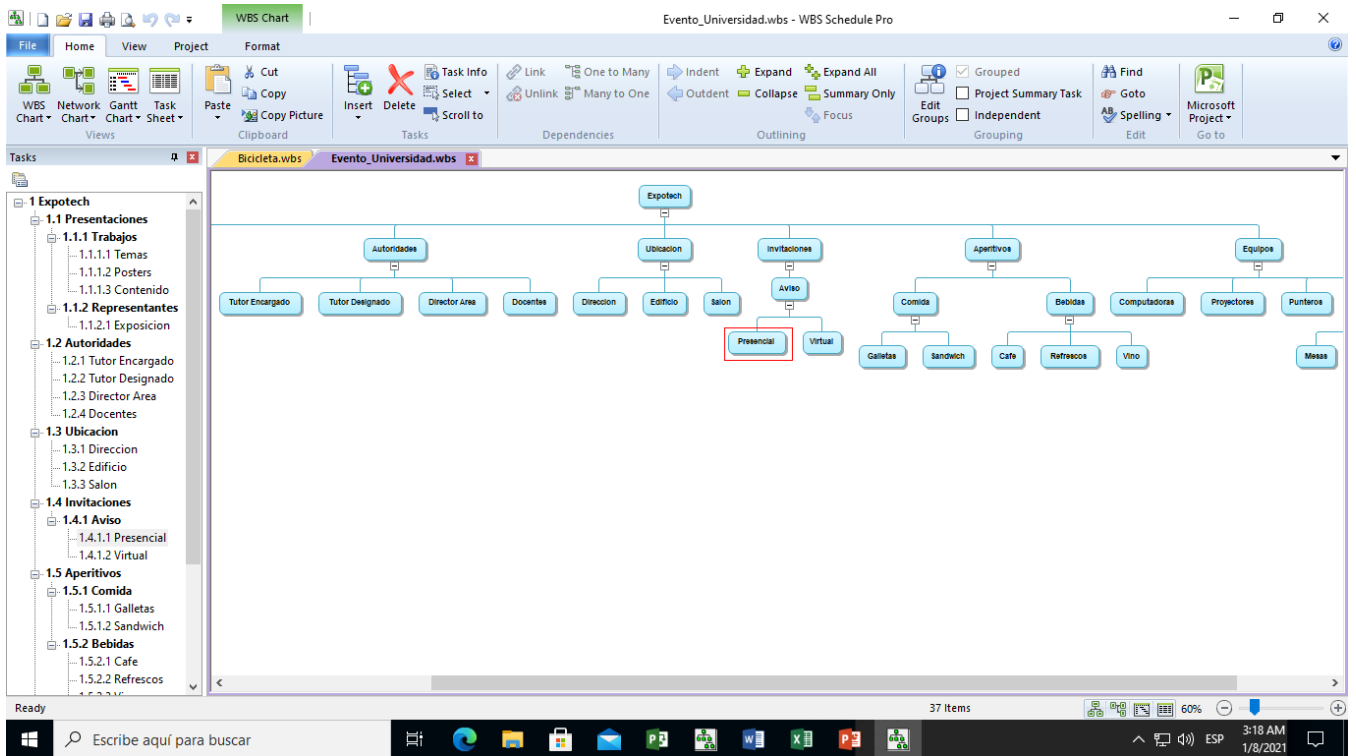 WBS Chart
Evento_Universidad.wbs - WBS Schedule Pro
File Home View Project Format
WBS Chart
Network Chart
Gantt Chart
Task Sheet
Views
Paste
Cut
Copy
Copy Picture
Clipboard
Insert
Delete
Task Info
Select
Scroll to
Tasks
Link
Unlink
One to Many
Many to One
Dependencies
Indent
Outdent
Expand
Collapse
Expand All
Summary Only
Focus
Outlining
Edit Groups
Grouped
Project Summary Task
Independent
Grouping
Find
Goto
Spelling
Edit
Microsoft Project
Go to
Tasks
Bicicleta.wbs
Evento_Universidad.wbs
1 Expotech
1.1 Presentaciones
1.1.1 Trabajos
1.1.1.1 Temas
1.1.1.2 Posters
1.1.1.3 Contenido
1.1.2 Representantes
1.1.2.1 Exposicion
1.2 Autoridades
1.2.1 Tutor Encargado
1.2.2 Tutor Designado
1.2.3 Director Area
1.2.4 Docentes
1.3 Ubicacion
1.3.1 Direccion
1.3.2 Edificio
1.3.3 Salon
1.4 Invitaciones
1.4.1 Aviso
1.4.1.1 Presencial
1.4.1.2 Virtual
1.5 Aperitivos
1.5.1 Comida
1.5.1.1 Galletas
1.5.1.2 Sandwich
1.5.2 Bebidas
1.5.2.1 Cafe
1.5.2.2 Refrescos
Expotech
Autoridades Ubicacion Invitaciones Aperitivos Equipos
Aviso
Tutor Encargado Tutor Designado Director Area Docentes Direccion Edificio Salon Comida Bebidas Computadoras Proyectores Punteros
Presencial Virtual
Galletas Sandwich Cafe Refrescos Vino Mesas
Ready
37 Items
60%
Escribe aquí para buscar
ESP
3:18 AM
1/8/2021